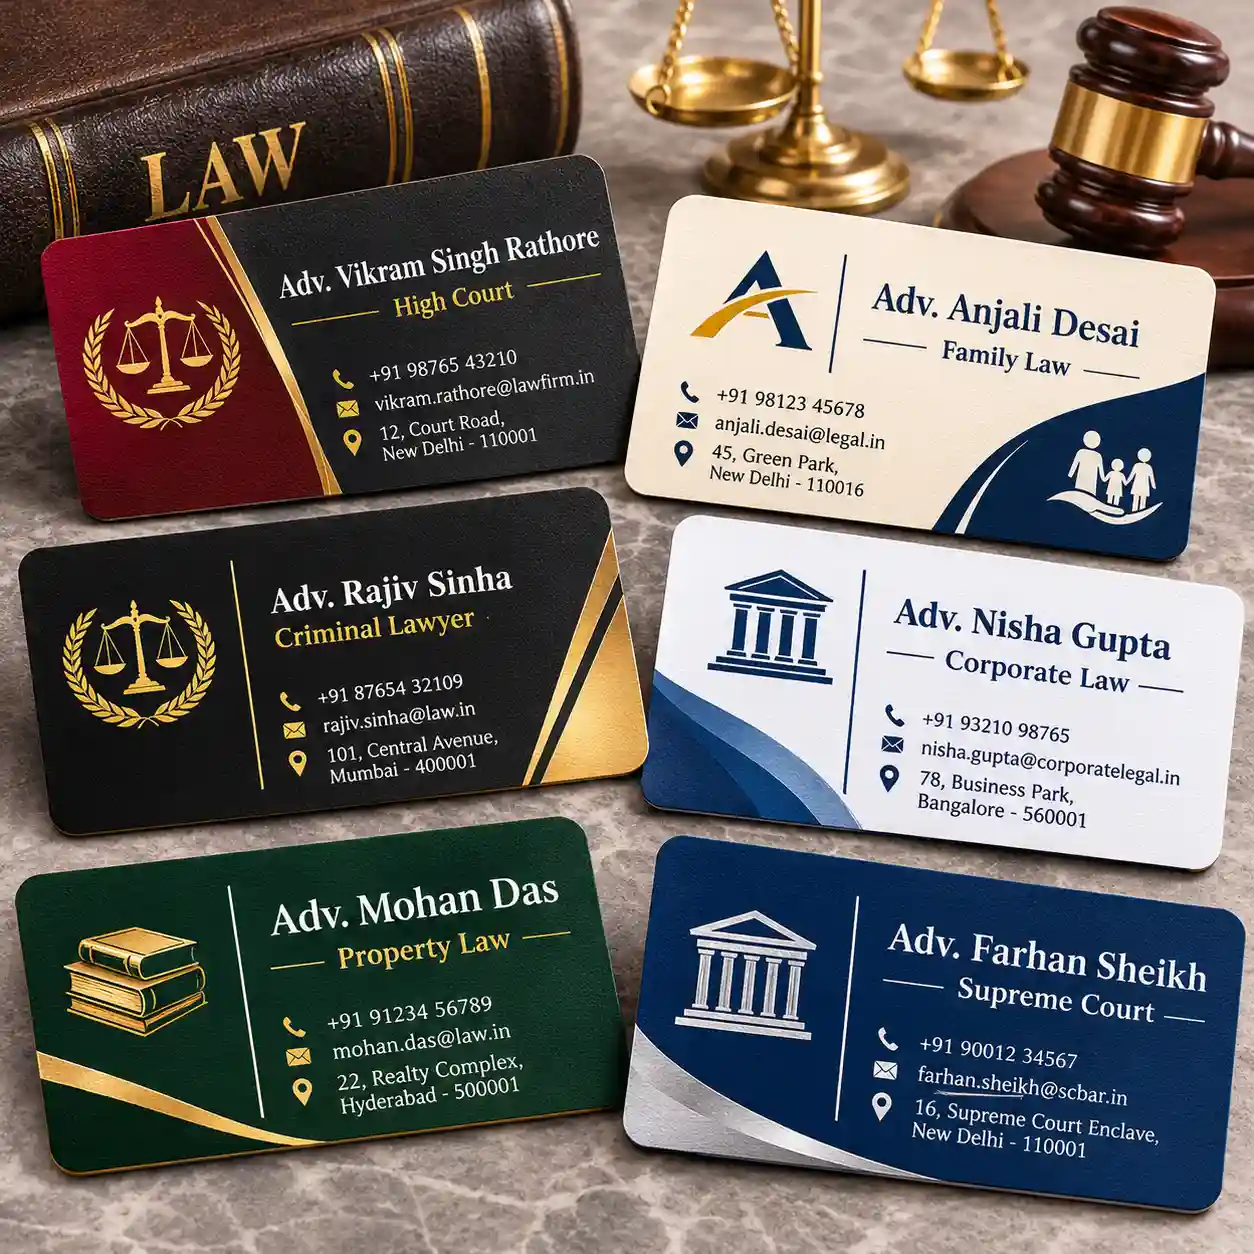 LAW
Adv. Vikram Singh Rathore
High Court
+91 98765 43210
vikram.rathore@lawfirm.in
12, Court Road,
New Delhi - 110001
A
Adv. Anjali Desai
Family Law
+91 98123 45678
anjali.desai@legal.in
45, Green Park,
New Delhi - 110016
Adv. Rajiv Sinha
Criminal Lawyer
+91 87654 32109
rajiv.sinha@law.in
101, Central Avenue,
Mumbai - 400001
Adv. Nisha Gupta
Corporate Law
+91 93210 98765
nisha.gupta@corporatelegal.in
78, Business Park,
Bangalore - 560001
Adv. Mohan Das
Property Law
+91 91234 56789
mohan.das@law.in
22, Realty Complex,
Hyderabad - 500001
Adv. Farhan Sheikh
Supreme Court
+91 90012 34567
farhan.sheikh@scbar.in
16, Supreme Court Enclave,
New Delhi - 110001